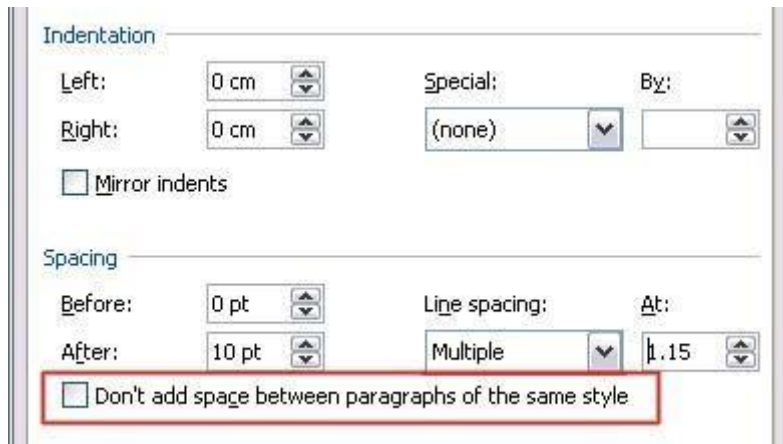 Indentation
Left: 0 cm Special: By:
Right: 0 cm (none)
Mirror indents
Spacing
Before: 0 pt Line spacing: At:
After: 10 pt Multiple 1.15
Don't add space between paragraphs of the same style